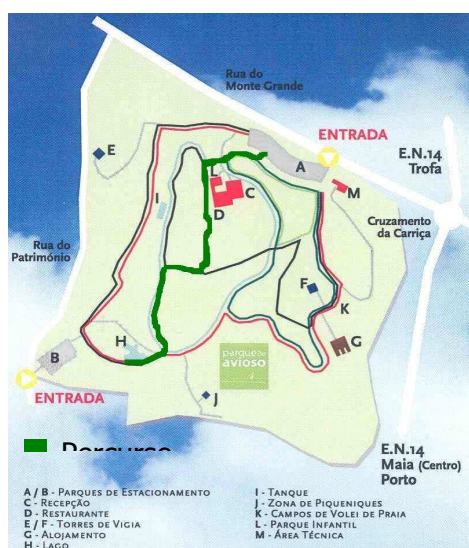 Rua do
Monte Grande
ENTRADA
E.N.14
Trofa
E
A
L
M
I
C
D
Cruzamento
da Carriça
Rua do
Património
F
K
H
G
B
parque de
avioso
ENTRADA
J
Percurso
E.N.14
Maia (Centro)
Porto
A / B - Parques de Estacionamento
C - Recepção
D - Restaurante
E / F - Torres de Vigia
G - Alojamento
H - Lago
I - Tanque
J - Zona de Piqueniques
K - Campos de Volei de Praia
L - Parque Infantil
M - Área Técnica